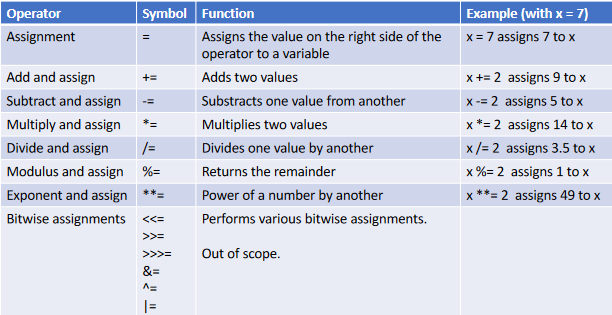 Operator Symbol Function Example (with x = 7)
Assignment = Assigns the value on the right side of the x = 7 assigns 7 to x
operator to a variable
Add and assign += Adds two values x += 2 assigns 9 to x
Subtract and assign -= Substracts one value from another x -= 2 assigns 5 to x
Multiply and assign *= Multiplies two values x *= 2 assigns 14 to x
Divide and assign /= Divides one value by another x /= 2 assigns 3.5 to x
Modulus and assign %= Returns the remainder x %= 2 assigns 1 to x
Exponent and assign **= Power of a number by another x **= 2 assigns 49 to x
Bitwise assignments <<= Performs various bitwise assignments.
>>=
>>>= Out of scope.
&=
^=
|=